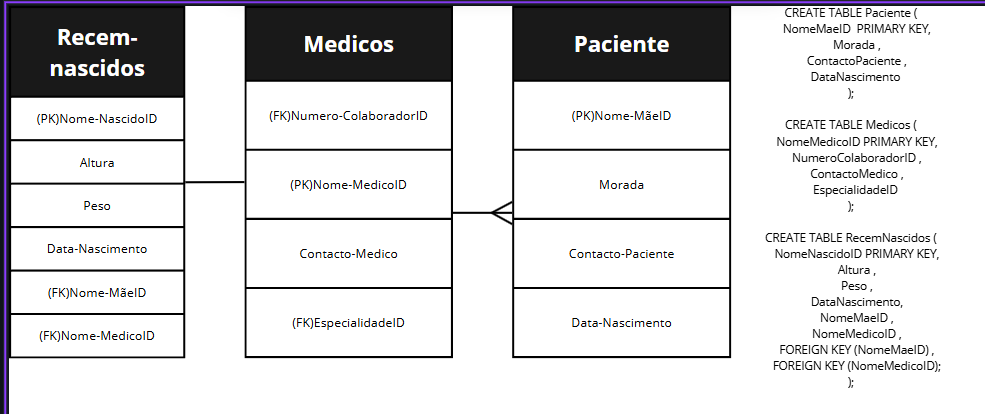 Recem-
nascidos
(PK)Nome-NascidoID
Altura
Peso
Data-Nascimento
(FK)Nome-MãeID
(FK)Nome-MedicoID
Medicos
(FK)Numero-ColaboradorID
(PK)Nome-MedicoID
Contacto-Medico
(FK)EspecialidadeID
Paciente
(PK)Nome-MãeID
Morada
Contacto-Paciente
Data-Nascimento
CREATE TABLE Paciente (
NomeMaeID PRIMARY KEY,
Morada ,
ContactoPaciente ,
DataNascimento
);
CREATE TABLE Medicos (
NomeMedicoID PRIMARY KEY,
NumeroColaboradorID ,
ContactoMedico ,
EspecialidadeID
);
CREATE TABLE RecemNascidos (
NomeNascidoID PRIMARY KEY,
Altura ,
Peso ,
DataNascimento,
NomeMaeID ,
NomeMedicoID ,
FOREIGN KEY (NomeMaeID) ,
FOREIGN KEY (NomeMedicoID);
);